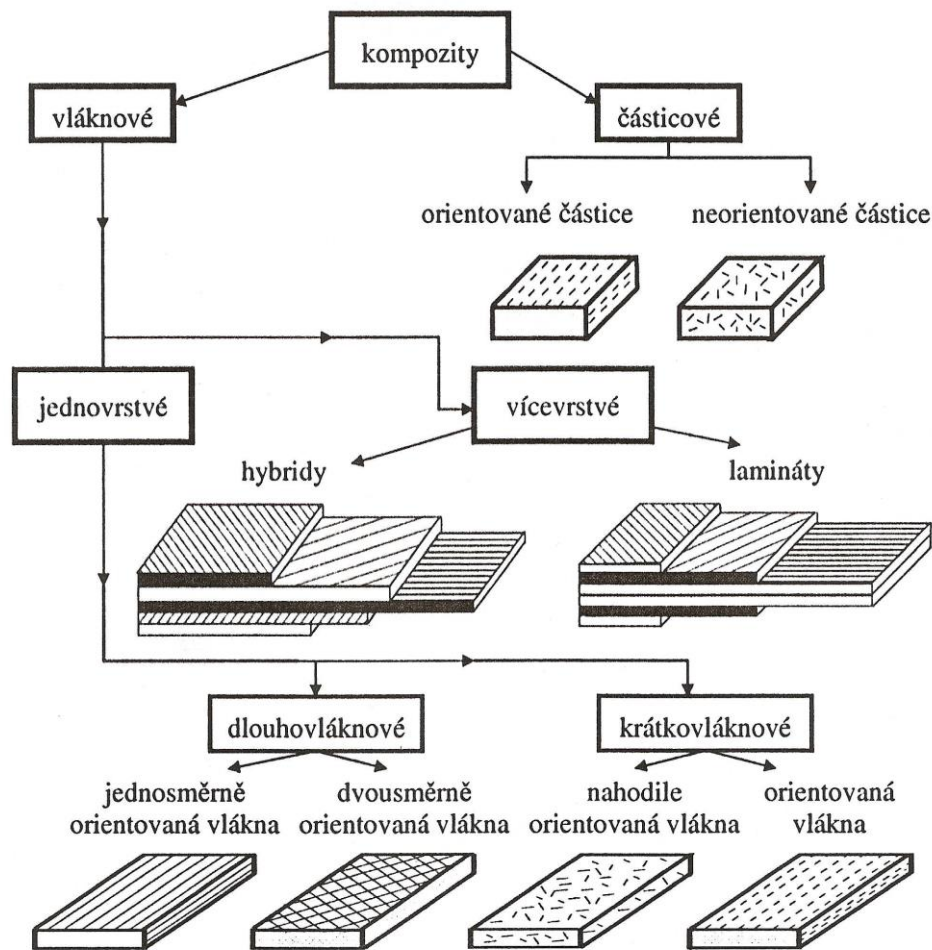 kompozity
vláknové
částicové
orientované částice
neorientované částice
jednovrstvé
vícevrstvé
hybridy
lamináty
dlouhovláknové
krátkovláknové
jednosměrně
orientovaná vlákna
dvousměrně
orientovaná vlákna
nahodile
orientovaná vlákna
orientovaná
vlákna